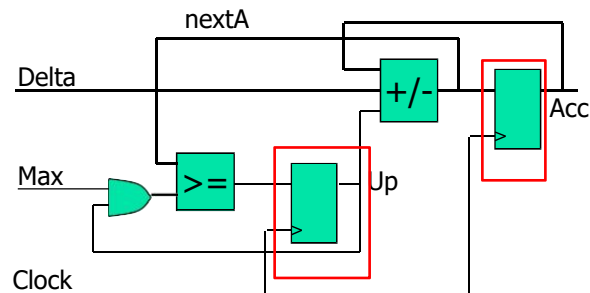 nextA
Delta
+/-
Acc
Max
>=
Up
Clock